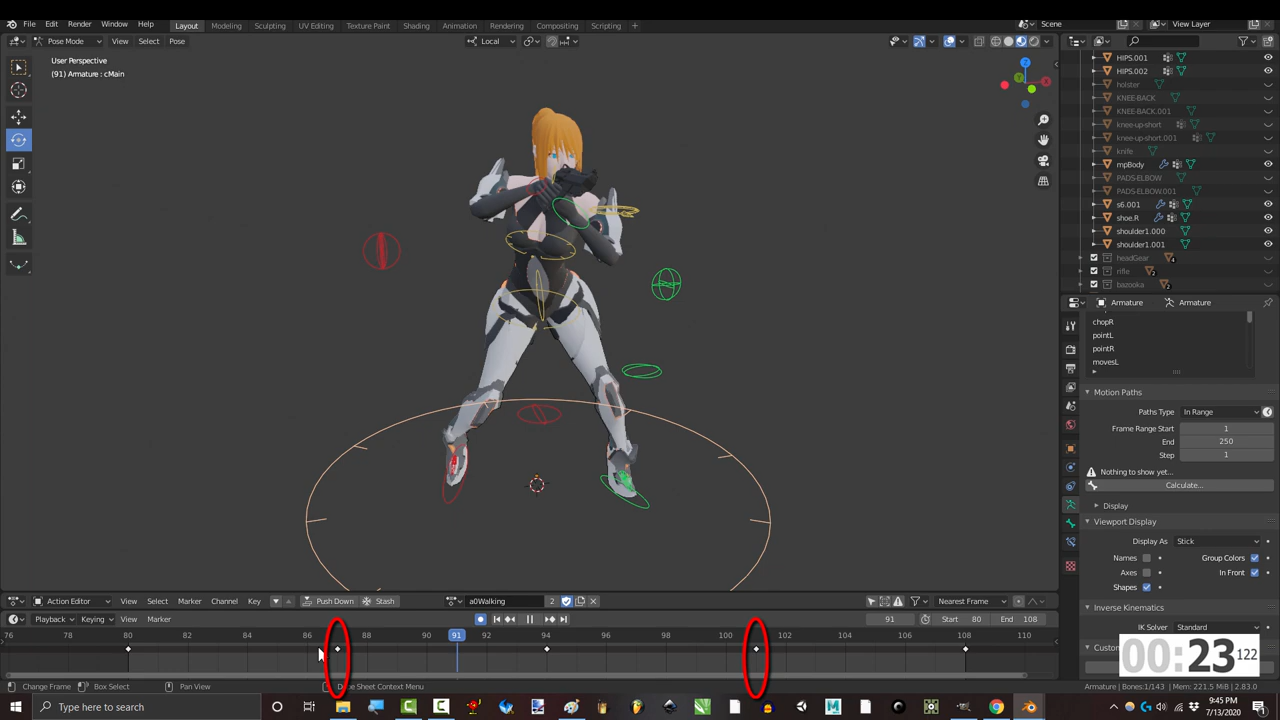 File Edit Render Window Help Layout Modeling Sculpting UV Editing Texture Paint Shading Animation Rendering Compositing Scripting + Scene View Layer
Pose Mode View Select Pose Local
User Perspective
(91) Armature : cMain
X
Y
Z
HIPS.001
HIPS.002
holster
KNEE-BACK
KNEE-BACK.001
knee-up-short
knee-up-short.001
knife
mpBody
PADS-ELBOW
PADS-ELBOW.001
s6.001
shoe.R
shoulder1.000
shoulder1.001
headGear
rifle
bazooka
Armature Armature
chopR
pointL
pointR
movesL
Motion Paths
Paths Type In Range
Frame Range Start 1
End 250
Step 1
Nothing to show yet...
Calculate...
Display
Viewport Display
Display As Stick
Names Group Colors
Axes In Front
Shapes
Inverse Kinematics
IK Solver Standard
Custom
00:23 122
Action Editor View Select Marker Channel Key Push Down Stash a0Walking 2 Nearest Frame
Playback Keying View Marker 91 Start 80 End 108
76 80 82 84 86 88 90 91 92 94 96 98 100 102 104 106 108 110
Change Frame Box Select Pan View Dope Sheet Context Menu Armature | Bones:1/143 | Mem: 221.5 MiB | 2.83.0
Type here to search
9:45 PM
7/13/2020